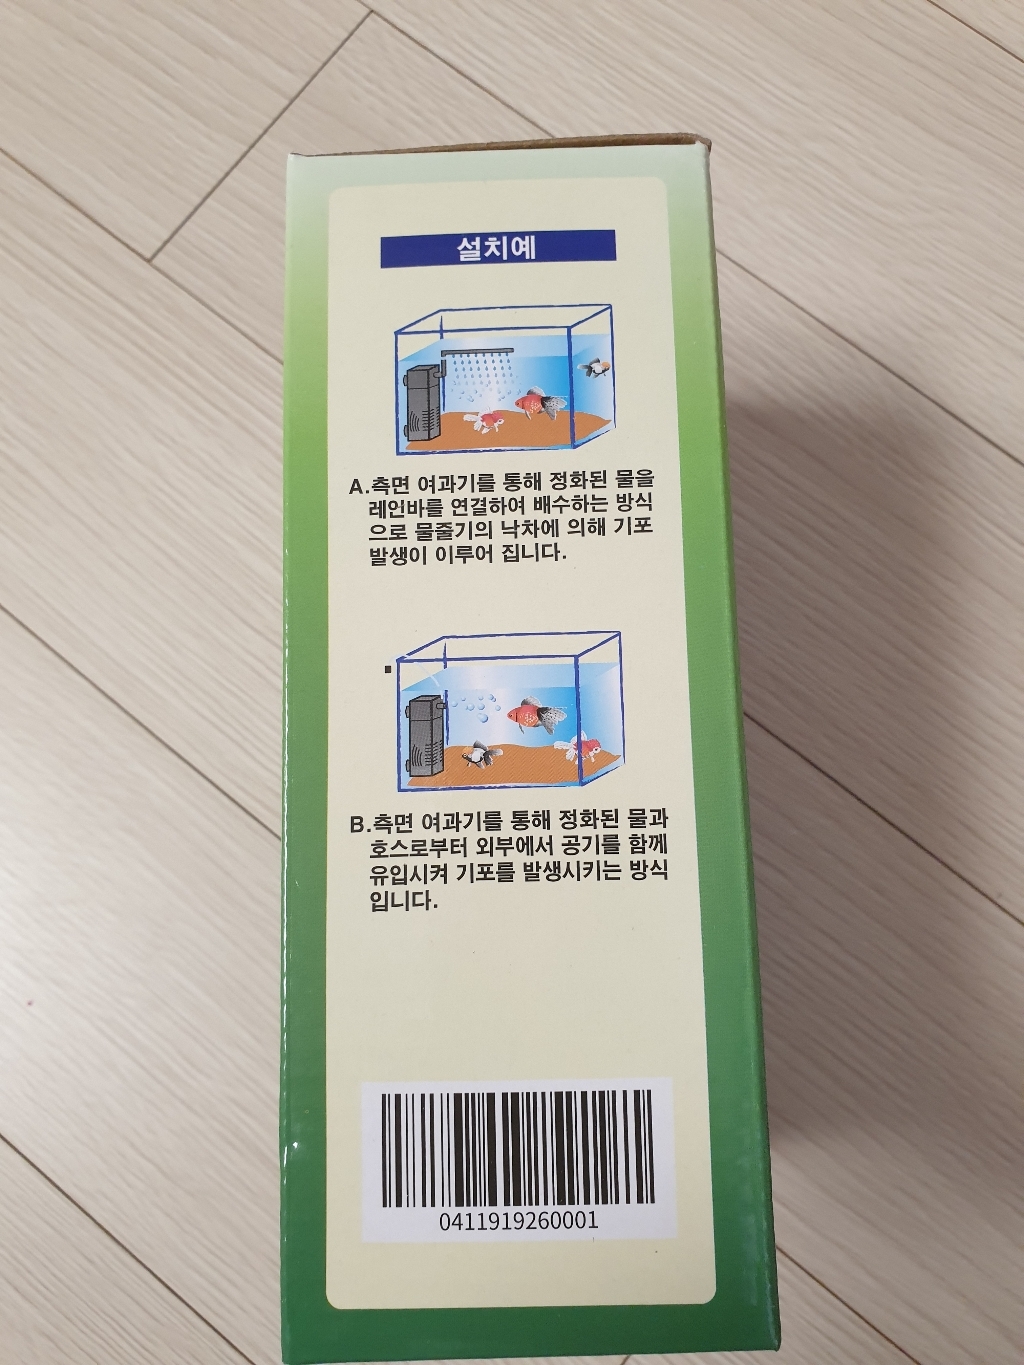 설치예
A.측면 여과기를 통해 정화된 물을
레인바를 연결하여 배수하는 방식
으로 물줄기의 낙차에 의해 기포
발생이 이루어 집니다.
B.측면 여과기를 통해 정화된 물과
호스로부터 외부에서 공기를 함께
유입시켜 기포를 발생시키는 방식
입니다.
0411919260001